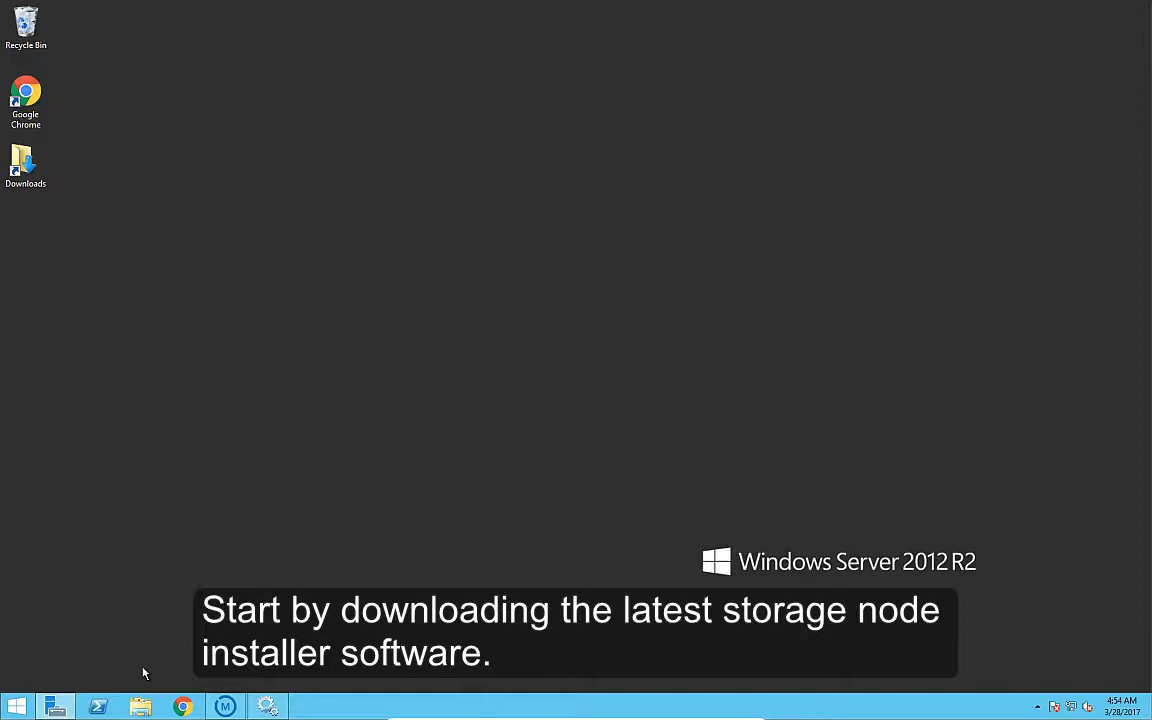 Recycle Bin
Google
Chrome
Downloads
Windows Server 2012 R2
Start by downloading the latest storage node
installer software.
M
4:54 AM
3/28/2017